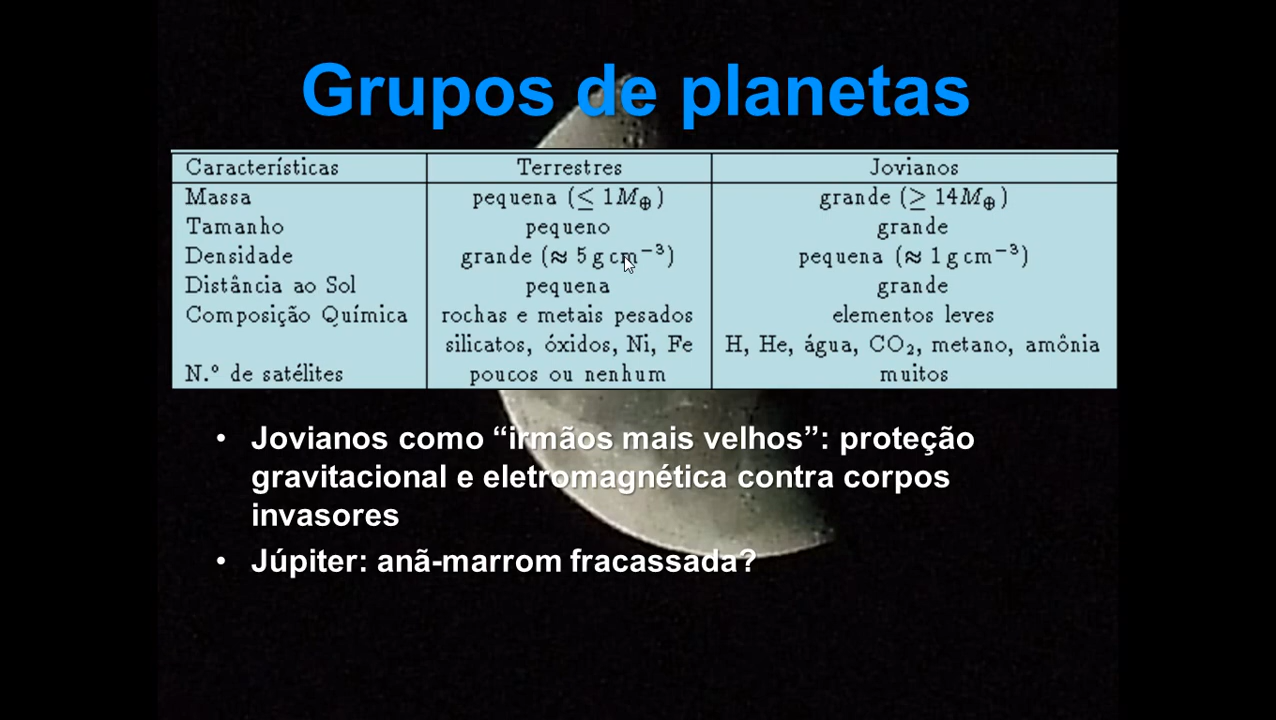 Grupos de planetas
Características Terrestres Jovianos
Massa pequena (≤ 1M⊕) grande (≥ 14M⊕)
Tamanho pequeno grande
Densidade grande (≈ 5 g cm⁻³) pequena (≈ 1 g cm⁻³)
Distância ao Sol pequena grande
Composição Química rochas e metais pesados elementos leves
silicatos, óxidos, Ni, Fe H, He, água, CO₂, metano, amônia
N.º de satélites poucos ou nenhum muitos
• Jovianos como “irmãos mais velhos”: proteção
gravitacional e eletromagnética contra corpos
invasores
• Júpiter: anã-marrom fracassada?